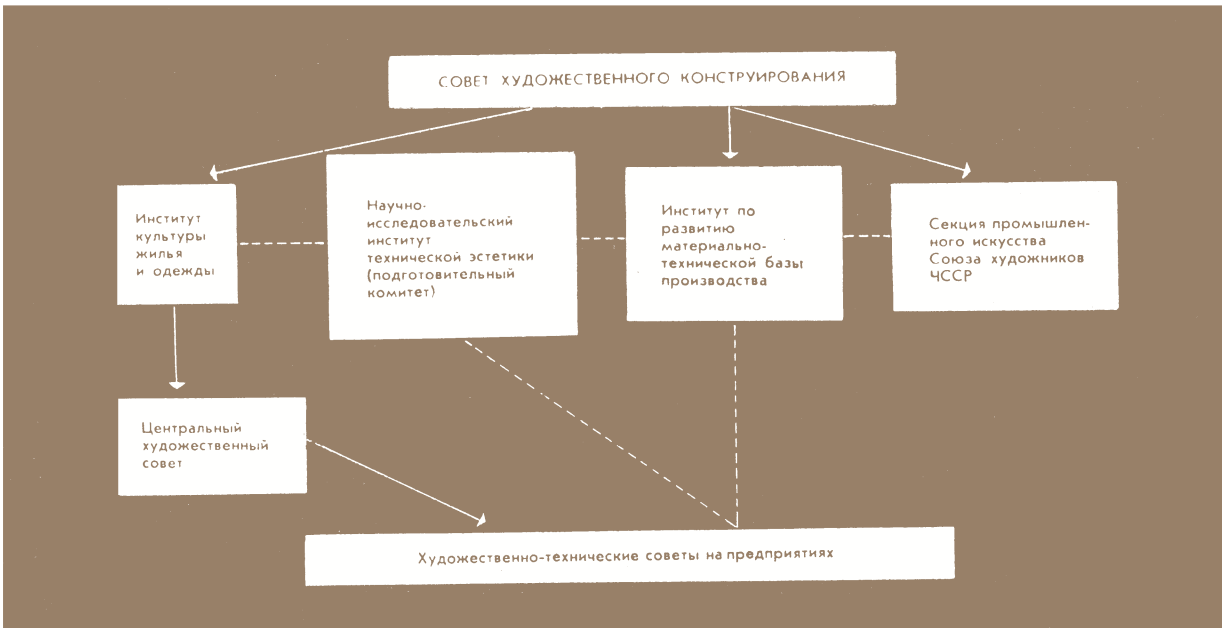 СОВЕТ ХУДОЖЕСТВЕННОГО КОНСТРУИРОВАНИЯ
Институт
культуры
жилья
и одежды
Научно-
исследовательский
институт
технической эстетики
(подготовительный
комитет)
Институт по
развитию
материально-
технической базы
производства
Секция промышлен-
ного искусства
Союза художников
ЧССР
Центральный
художественный
совет
Художественно-технические советы на предприятиях